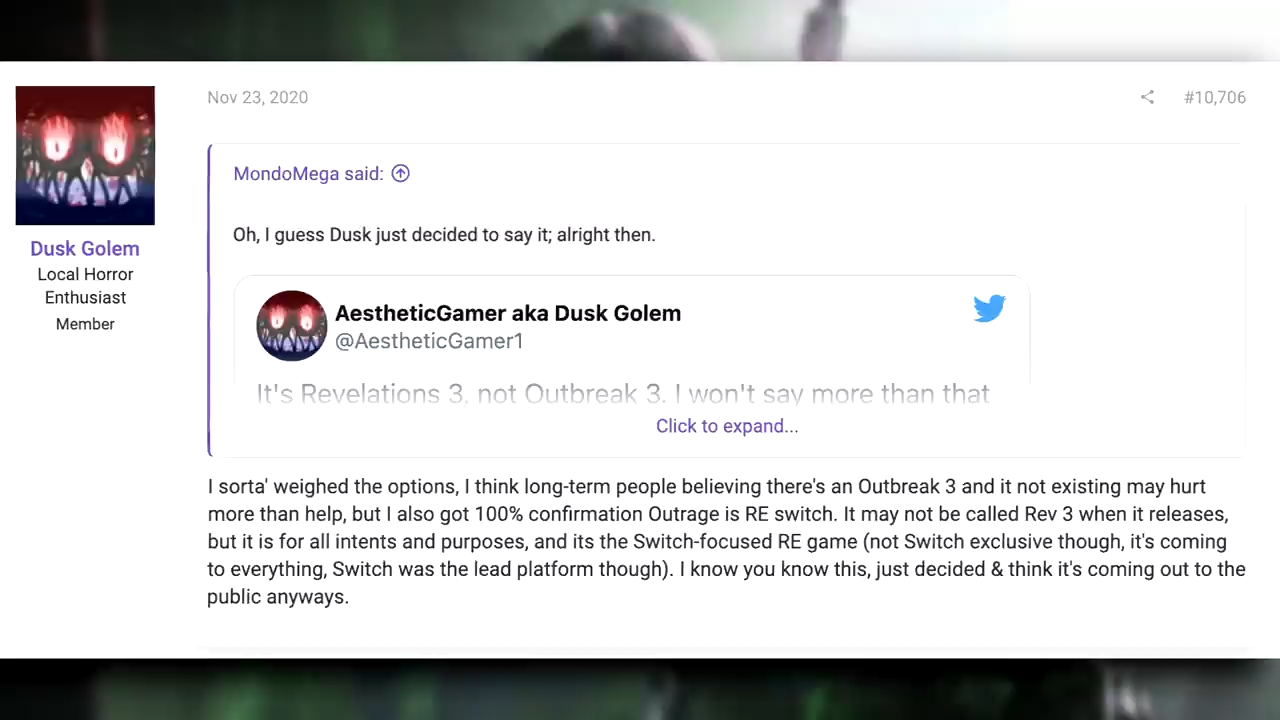 Nov 23, 2020
#10,706
MondoMega said:
Oh, I guess Dusk just decided to say it; alright then.
Dusk Golem
Local Horror
Enthusiast
Member
AestheticGamer aka Dusk Golem
@AestheticGamer1
It's Revelations 3, not Outbreak 3. I won't say more than that
Click to expand...
I sorta' weighed the options, I think long-term people believing there's an Outbreak 3 and it not existing may hurt
more than help, but I also got 100% confirmation Outrage is RE switch. It may not be called Rev 3 when it releases,
but it is for all intents and purposes, and its the Switch-focused RE game (not Switch exclusive though, it's coming
to everything, Switch was the lead platform though). I know you know this, just decided & think it's coming out to the
public anyways.